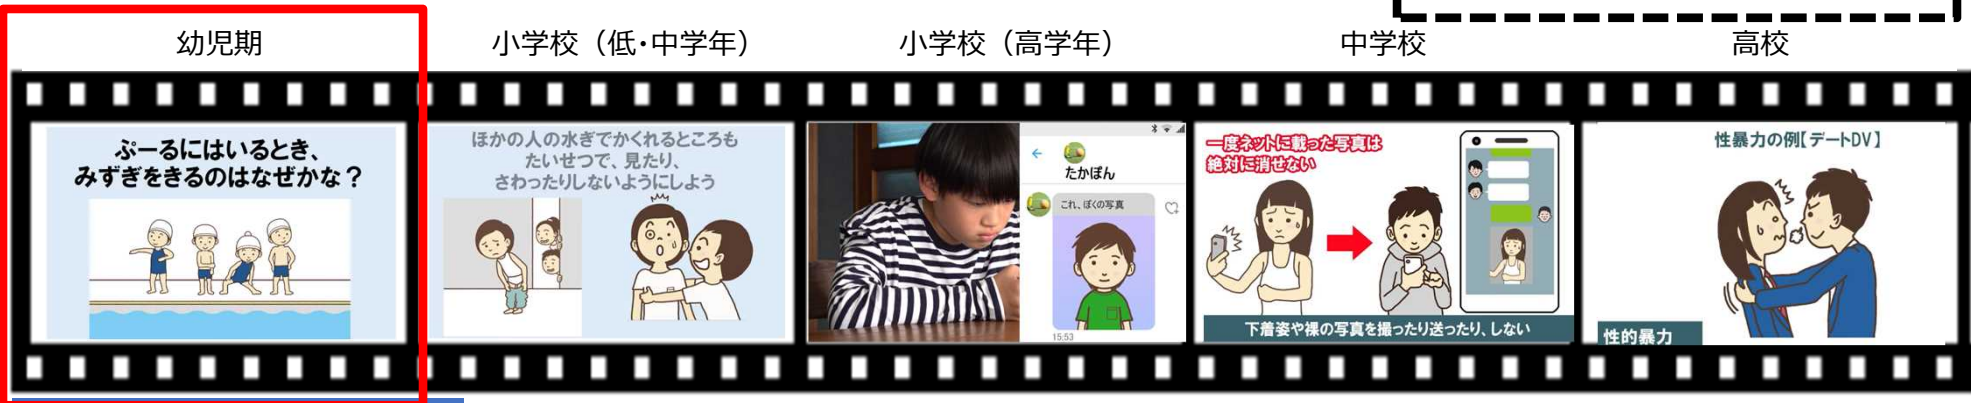 幼児期
小学校（低・中学年）
小学校（高学年）
中学校
高校
ぷーるにはいるとき、
みずぎをきるのはなぜかな？
ほかの人の水ぎでかくれるところも
たいせつで、見たり、
さわったりしないようにしよう
たかぽん
これ、ぼくの写真
15:53
一度ネットに載った写真は
絶対に消せない
下着姿や裸の写真を撮ったり送ったり、しない
性暴力の例【デートDV】
性的暴力